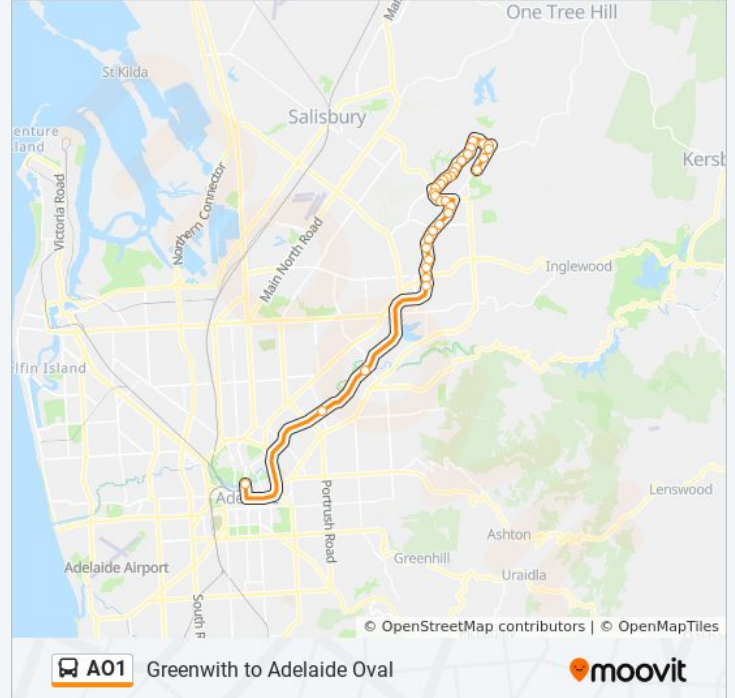 Mai
One Tree Hill
St Kilda
Salisbury
enture
land
Kersb
Victoria Road
Northern Connector
Main North Road
Inglewood
elfin Island
Ade
Portrush Road
Lenswood
Ashton
Greenhill
Adelaide Airport
Uraidla
South R
© OpenStreetMap contributors | © OpenMapTiles
AO1 Greenwith to Adelaide Oval
moovit